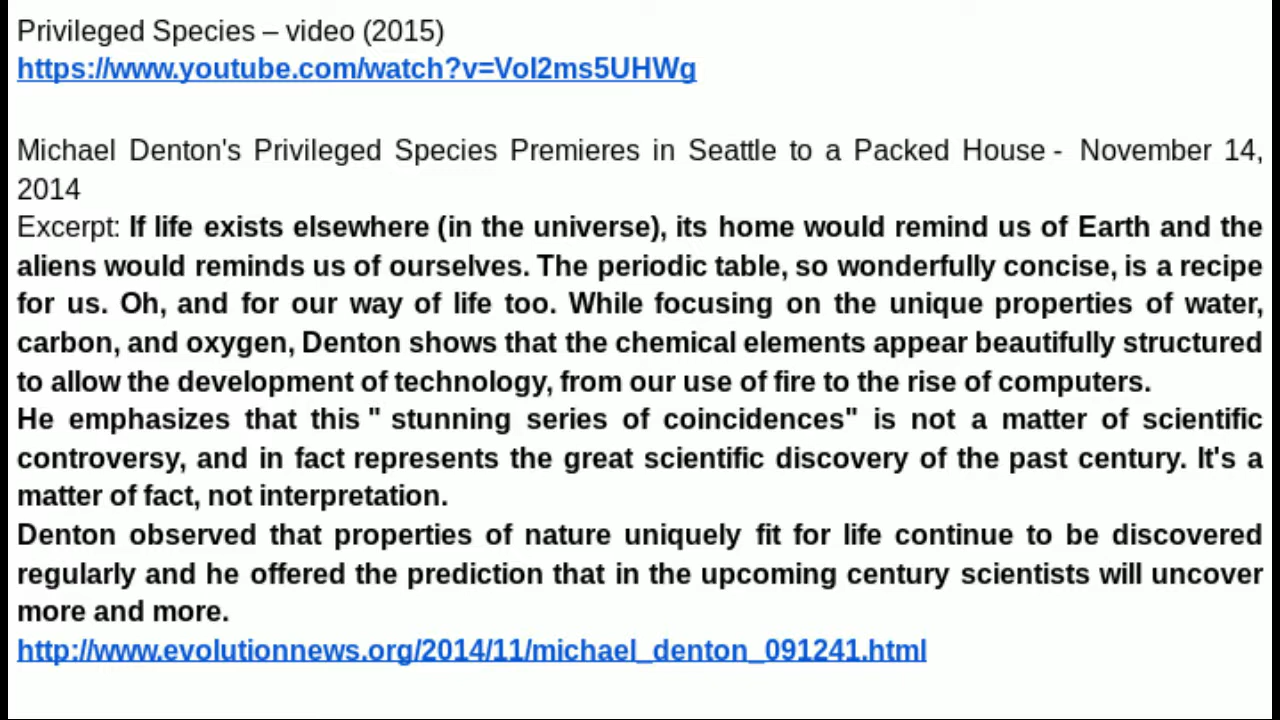 Privileged Species – video (2015)
https://www.youtube.com/watch?v=VoI2ms5UHWg
Michael Denton's Privileged Species Premieres in Seattle to a Packed House - November 14,
2014
Excerpt: If life exists elsewhere (in the universe), its home would remind us of Earth and the
aliens would reminds us of ourselves. The periodic table, so wonderfully concise, is a recipe
for us. Oh, and for our way of life too. While focusing on the unique properties of water,
carbon, and oxygen, Denton shows that the chemical elements appear beautifully structured
to allow the development of technology, from our use of fire to the rise of computers.
He emphasizes that this " stunning series of coincidences" is not a matter of scientific
controversy, and in fact represents the great scientific discovery of the past century. It's a
matter of fact, not interpretation.
Denton observed that properties of nature uniquely fit for life continue to be discovered
regularly and he offered the prediction that in the upcoming century scientists will uncover
more and more.
http://www.evolutionnews.org/2014/11/michael_denton_091241.html